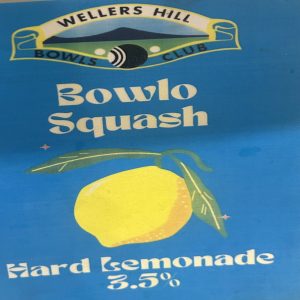 WELLERS HILL
BOWLS CLUB
Bowlo
Squash
Hard Lemonade
3.5%